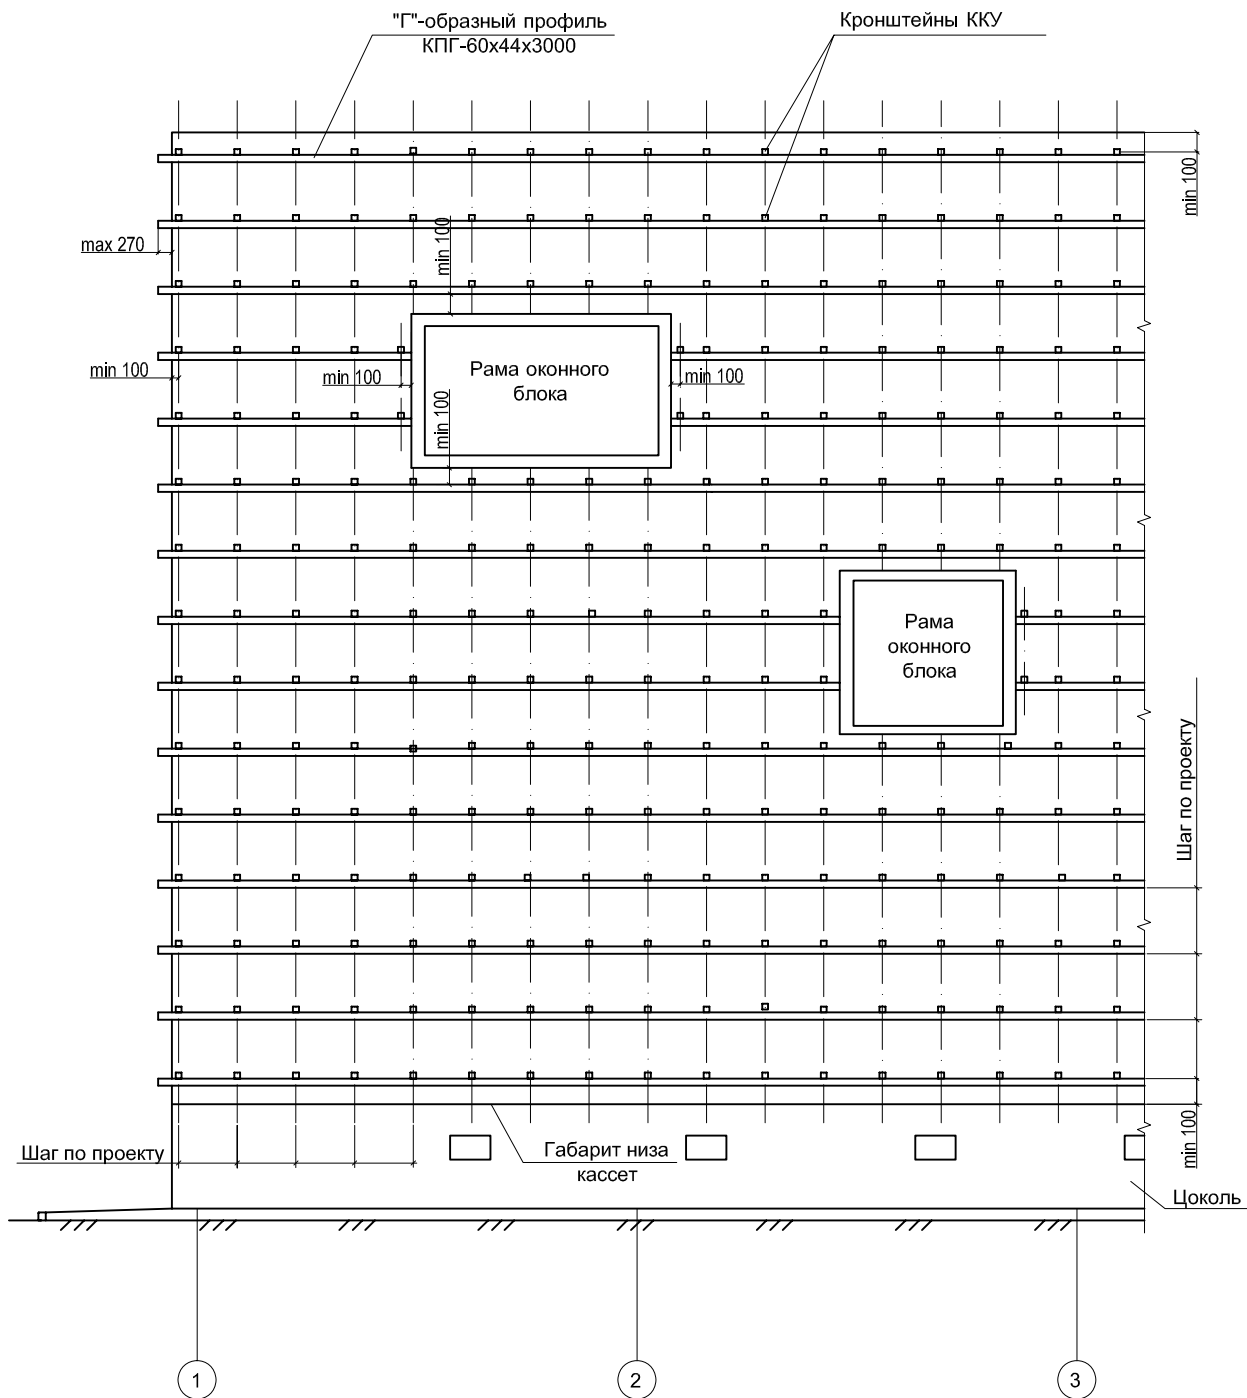 "Г"-образный профиль
КПГ-60х44х3000
Кронштейны ККУ
min 100
max 270
min 100
min 100
min 100
Рама оконного
блока
min 100
min 100
Рама
оконного
блока
Шаг по проекту
Шаг по проекту
Габарит низа
кассет
min 100
Цоколь
1
2
3